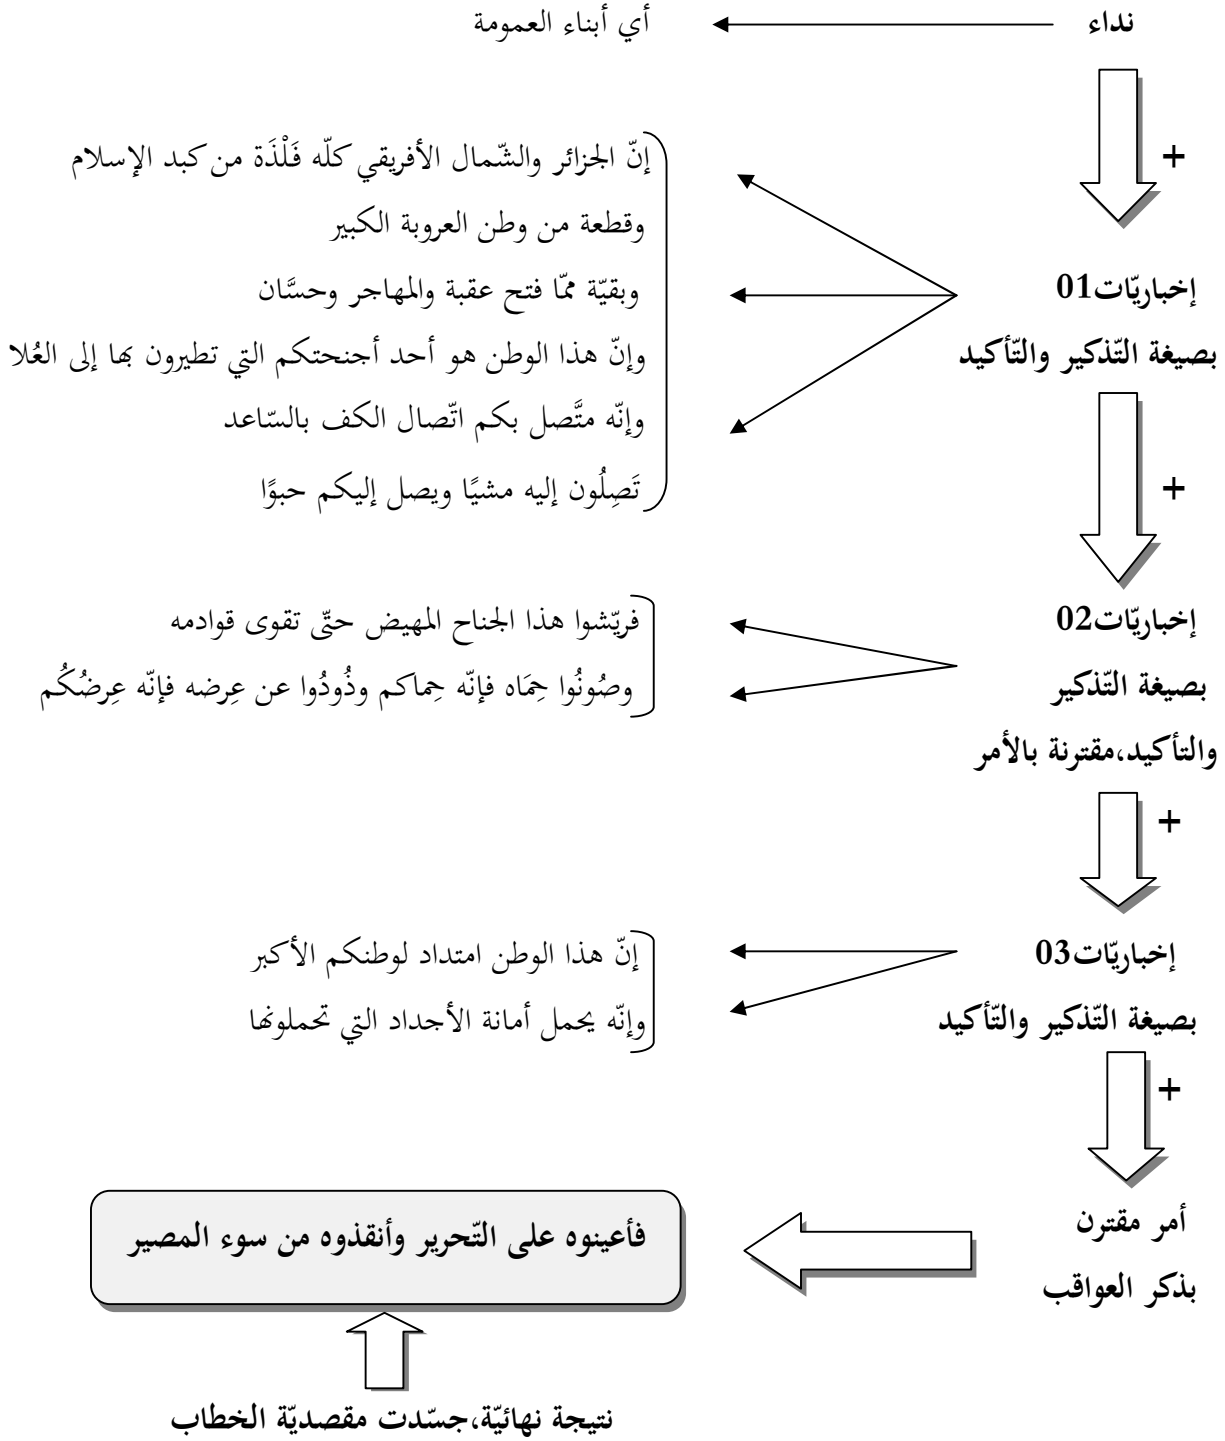 نداء
أي أبناء العمومة
+
إخباريّات01
بصيغة التّذكير والتّأكيد
إنّ الجزائر والشّمال الأفريقي كلّه فَلْذَة من كبد الإسلام
وقطعة من وطن العروبة الكبير
وبقيّة ممّا فتح عقبة والمهاجر وحسَّان
وإنّ هذا الوطن هو أحد أجنحتكم التي تطيرون بها إلى العُلا
وإنّه متَّصل بكم اتّصال الكف بالسّاعد
تَصِلُون إليه مشيًا ويصل إليكم حبوًا
+
إخباريّات02
بصيغة التّذكير
والتأكيد،مقترنة بالأمر
فريّشوا هذا الجناح المهيض حتّى تقوى قوادمه
وصُونُوا حِمَاه فإنّه حِماكم وذُودُوا عن عِرضه فإنّه عِرضُكُم
+
إخباريّات03
بصيغة التّذكير والتّأكيد
إنّ هذا الوطن امتداد لوطنكم الأكبر
وإنّه يحمل أمانة الأجداد التي تحملونها
+
أمر مقترن
بذكر العواقب
فأعينوه على التّحرير وأنقذوه من سوء المصير
نتيجة نهائيّة،جسّدت مقصديّة الخطاب